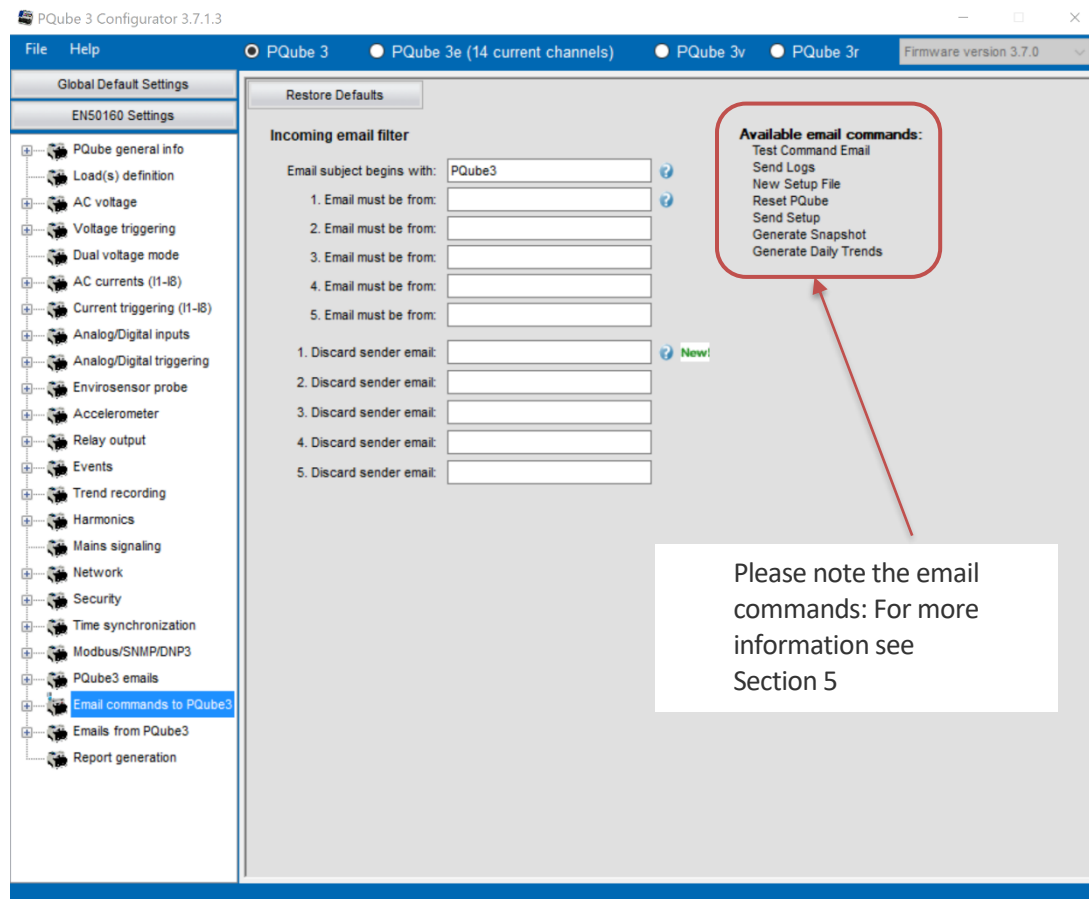 PQube 3 Configurator 3.7.1.3
File Help
PQube 3 PQube 3e (14 current channels) PQube 3v PQube 3r Firmware version 3.7.0
Global Default Settings
EN50160 Settings
PQube general info
Load(s) definition
AC voltage
Voltage triggering
Dual voltage mode
AC currents (I1-I8)
Current triggering (I1-I8)
Analog/Digital inputs
Analog/Digital triggering
Envirosensor probe
Accelerometer
Relay output
Events
Trend recording
Harmonics
Mains signaling
Network
Security
Time synchronization
Modbus/SNMP/DNP3
PQube3 emails
Email commands to PQube3
Emails from PQube3
Report generation
Restore Defaults
Incoming email filter
Email subject begins with: PQube3
1. Email must be from:
2. Email must be from:
3. Email must be from:
4. Email must be from:
5. Email must be from:
1. Discard sender email: New!
2. Discard sender email:
3. Discard sender email:
4. Discard sender email:
5. Discard sender email:
Available email commands:
Test Command Email
Send Logs
New Setup File
Reset PQube
Send Setup
Generate Snapshot
Generate Daily Trends
Please note the email
commands: For more
information see
Section 5